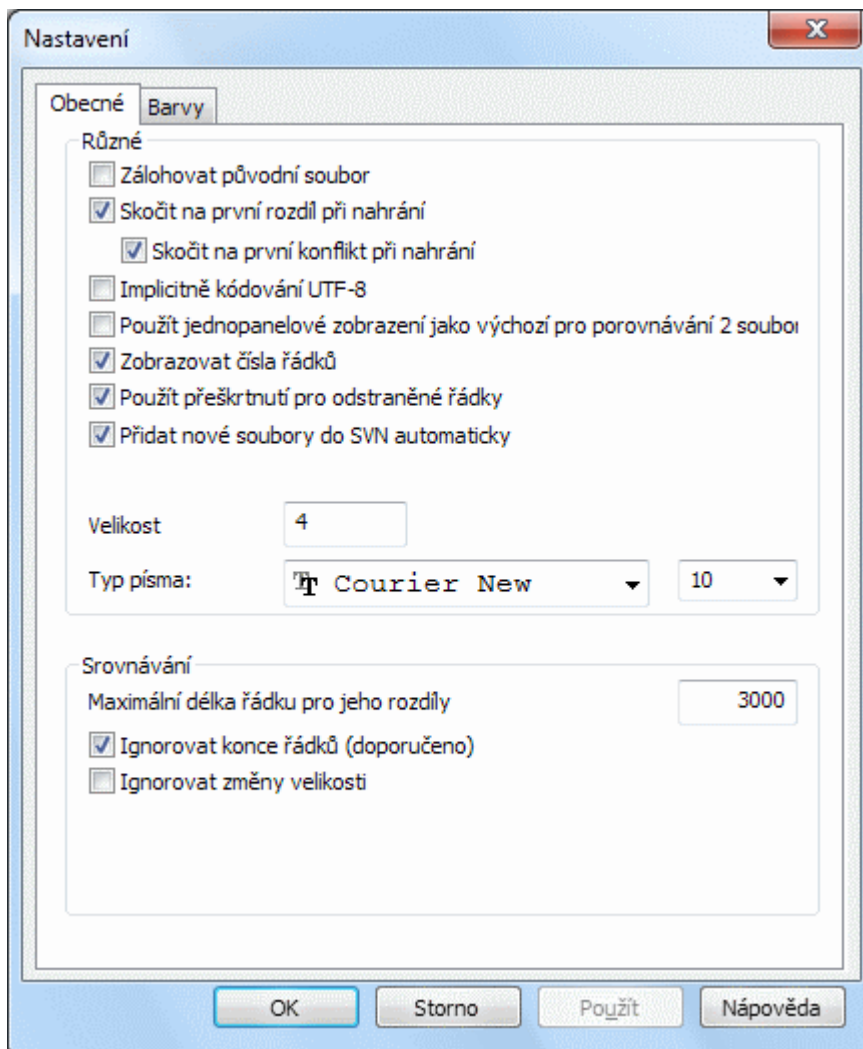 Nastavení
Obecné Barvy
Různé
Zálohovat původní soubor
Skočit na první rozdíl při nahrání
Skočit na první konflikt při nahrání
Implicitně kódování UTF-8
Použít jednopanelové zobrazení jako výchozí pro porovnávání 2 soubor
Zobrazovat čísla řádků
Použít přeškrtnutí pro odstraněné řádky
Přidat nové soubory do SVN automaticky
Velikost 4
Typ písma: Courier New 10
Srovnávání
Maximální délka řádku pro jeho rozdíly 3000
Ignorovat konce řádků (doporučeno)
Ignorovat změny velikosti
OK Storno Použít Nápověda